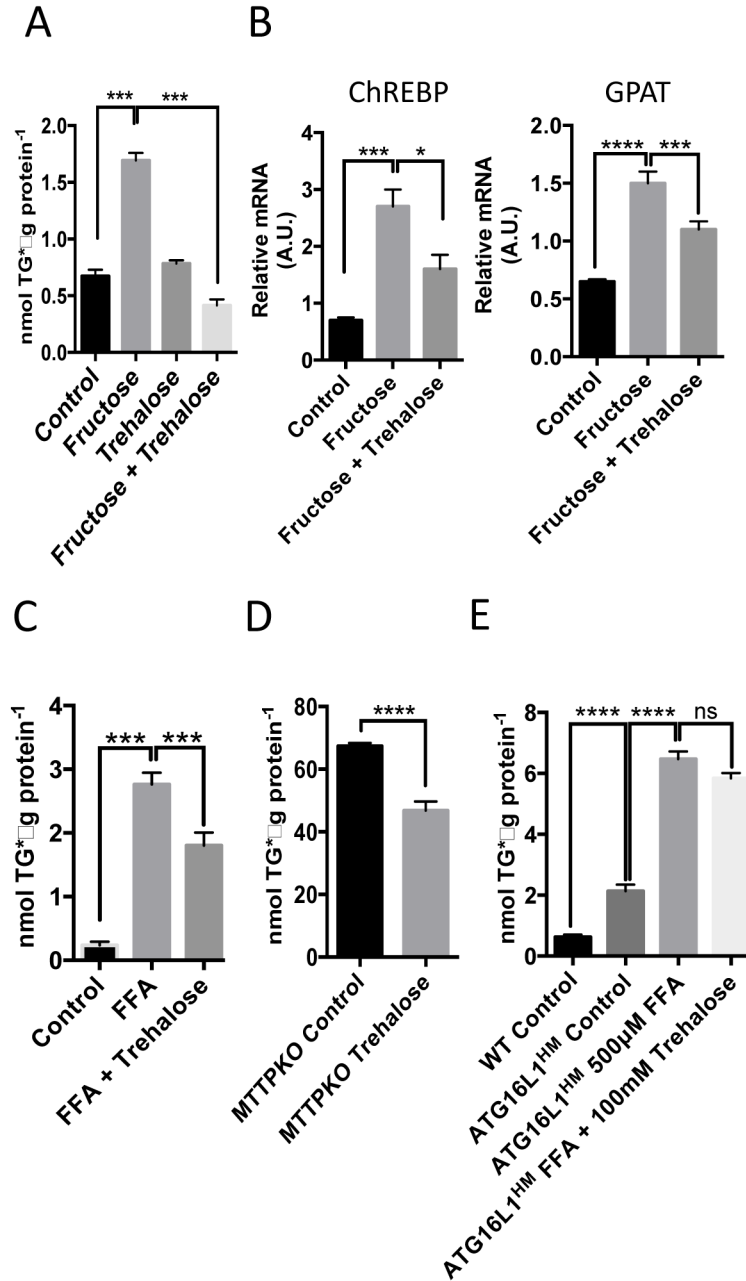 A
B
ChREBP
GPAT
*** ***
nmol TG*□g protein-1
2.0
1.5
1.0
0.5
0.0
Control
Fructose
Trehalose
Fructose + Trehalose
*** *
Relative mRNA
(A.U.)
4
3
2
1
0
Control
Fructose
Fructose + Trehalose
**** ***
Relative mRNA
(A.U.)
2.0
1.5
1.0
0.5
0.0
Control
Fructose
Fructose + Trehalose
C
D
E
*** ***
nmol TG*□g protein-1
4
3
2
1
0
Control
FFA
FFA + Trehalose
****
nmol TG*□g protein-1
80
60
40
20
0
MTTPKO Control
MTTPKO Trehalose
**** **** ns
nmol TG*□g protein-1
8
6
4
2
0
WT Control
ATG16L1HM Control
ATG16L1HM 500µM FFA
ATG16L1HM FFA + 100mM Trehalose